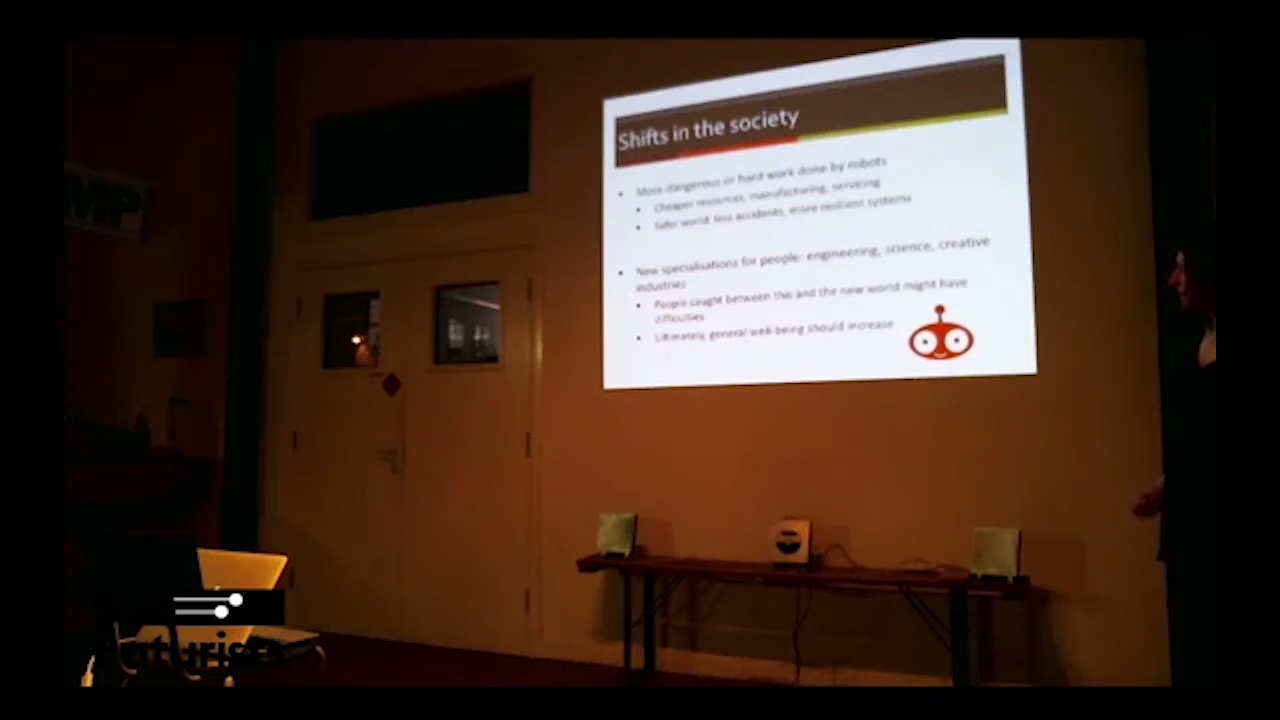 Shifts in the society
More dangerous or hard work done by robots
Cheaper resources, manufacturing, servicing
Safer world: less accidents, more resilient systems
New specialisations for people: engineering, science, creative
industries
People caught between this and the new world might have
difficulties
Ultimately, general well-being should increase
MP